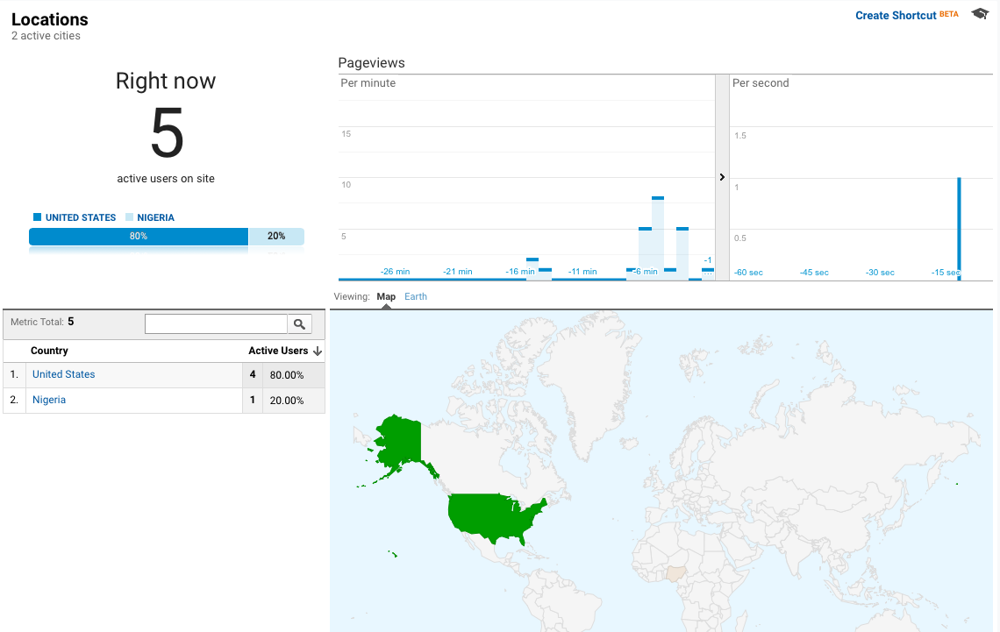 Locations
2 active cities
Create Shortcut BETA
Right now
5
active users on site
UNITED STATES NIGERIA
80% 20%
Pageviews
Per minute
15
10
5
-26 min -21 min -16 min -11 min -6 min -1
...
Per second
1.5
1
0.5
-60 sec -45 sec -30 sec -15 sec
Viewing: Map Earth
Metric Total: 5
Country Active Users
1. United States 4 80.00%
2. Nigeria 1 20.00%